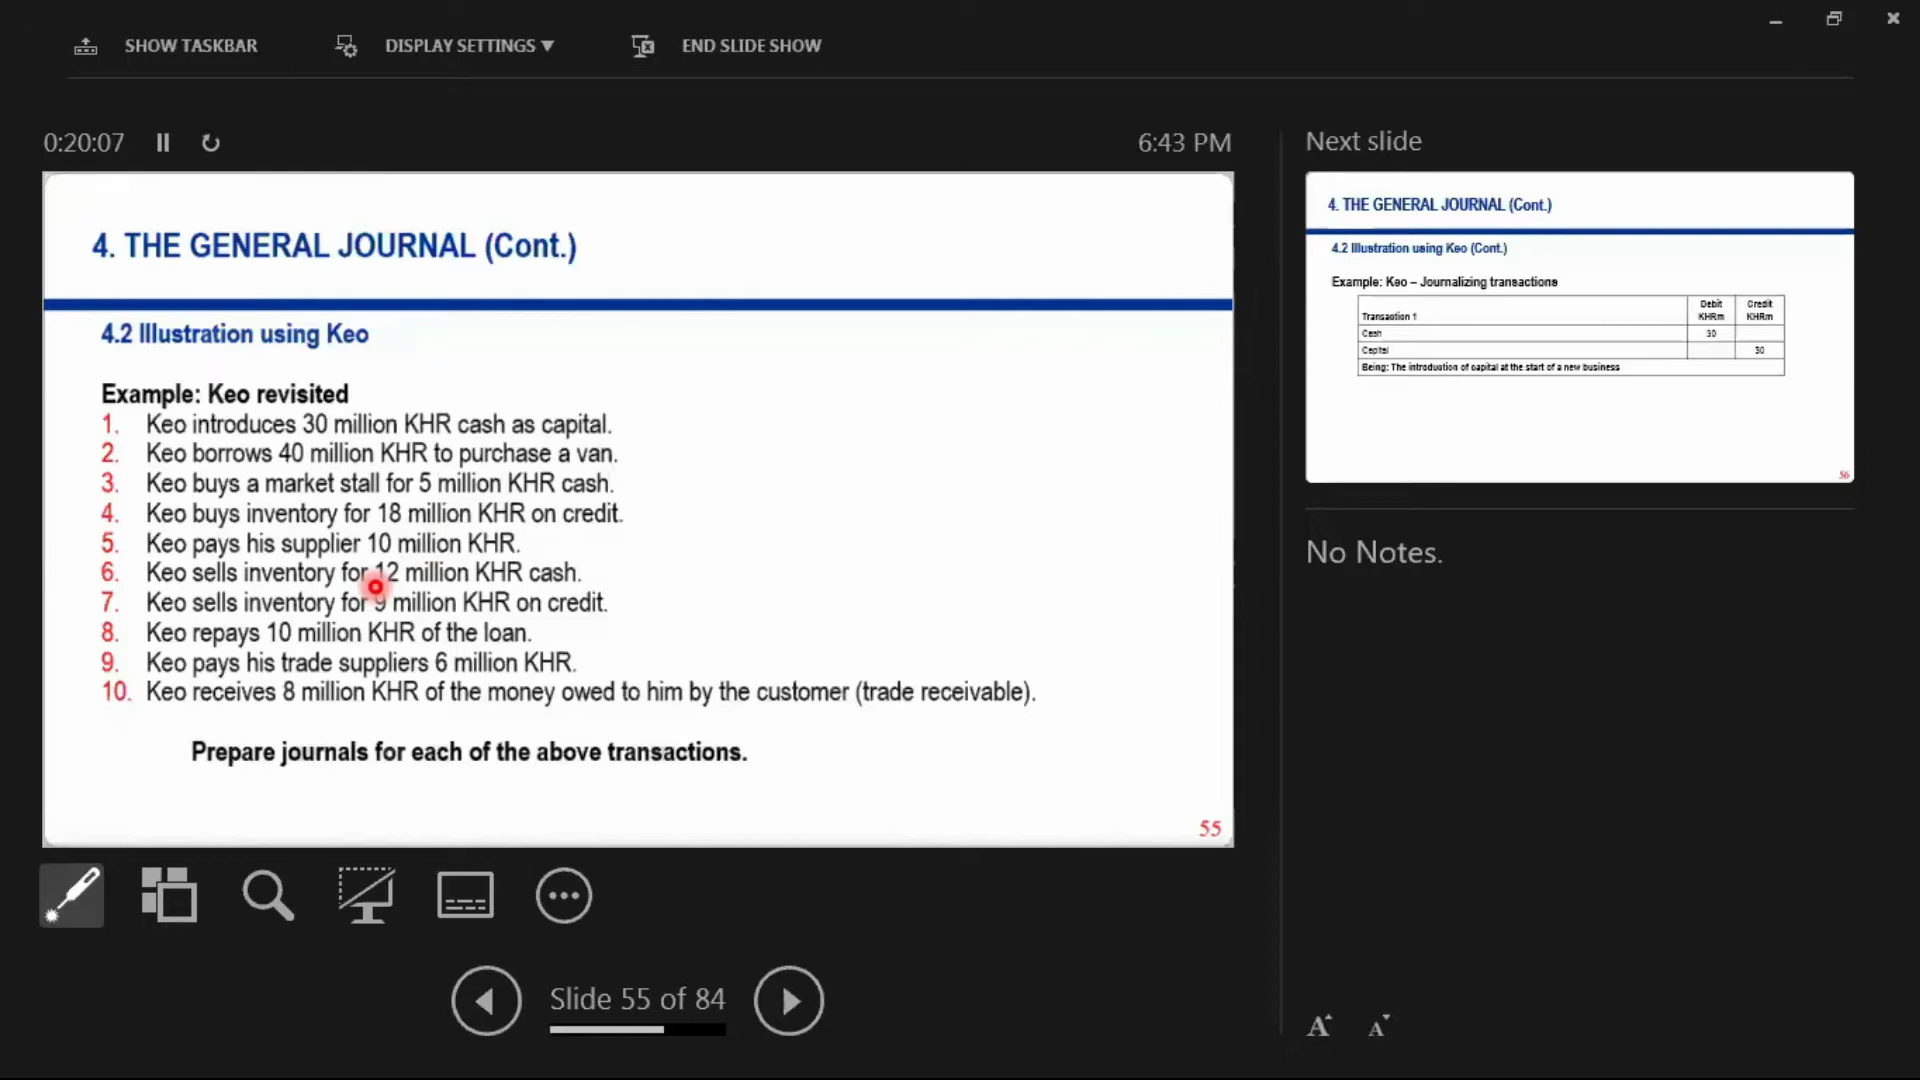 SHOW TASKBAR
DISPLAY SETTINGS ▼
END SLIDE SHOW
0:20:07
6:43 PM
4. THE GENERAL JOURNAL (Cont.)
4.2 Illustration using Keo
Example: Keo revisited
1. Keo introduces 30 million KHR cash as capital.
2. Keo borrows 40 million KHR to purchase a van.
3. Keo buys a market stall for 5 million KHR cash.
4. Keo buys inventory for 18 million KHR on credit.
5. Keo pays his supplier 10 million KHR.
6. Keo sells inventory for 12 million KHR cash.
7. Keo sells inventory for 9 million KHR on credit.
8. Keo repays 10 million KHR of the loan.
9. Keo pays his trade suppliers 6 million KHR.
10. Keo receives 8 million KHR of the money owed to him by the customer (trade receivable).
Prepare journals for each of the above transactions.
55
Slide 55 of 84
Next slide
4. THE GENERAL JOURNAL (Cont.)
4.2 Illustration using Keo (Cont.)
Example: Keo – Journalizing transactions
Debit Credit
Transaction 1 KHRm KHRm
Cash 30
Capital 30
Being: The introduction of capital at the start of a new business
56
No Notes.
A A